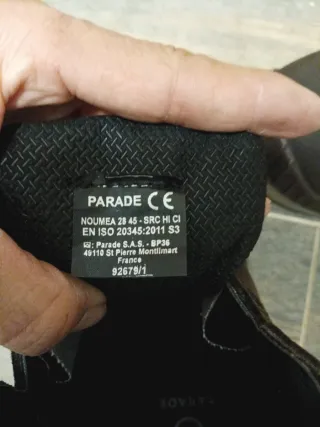 PARADE CE
NOUMEA 28 45 - SRC HI CI
EN ISO 20345:2011 S3
✉: Parade S.A.S. - BP36
49110 St Pierre Montlimart
France
92679/1
PARADE